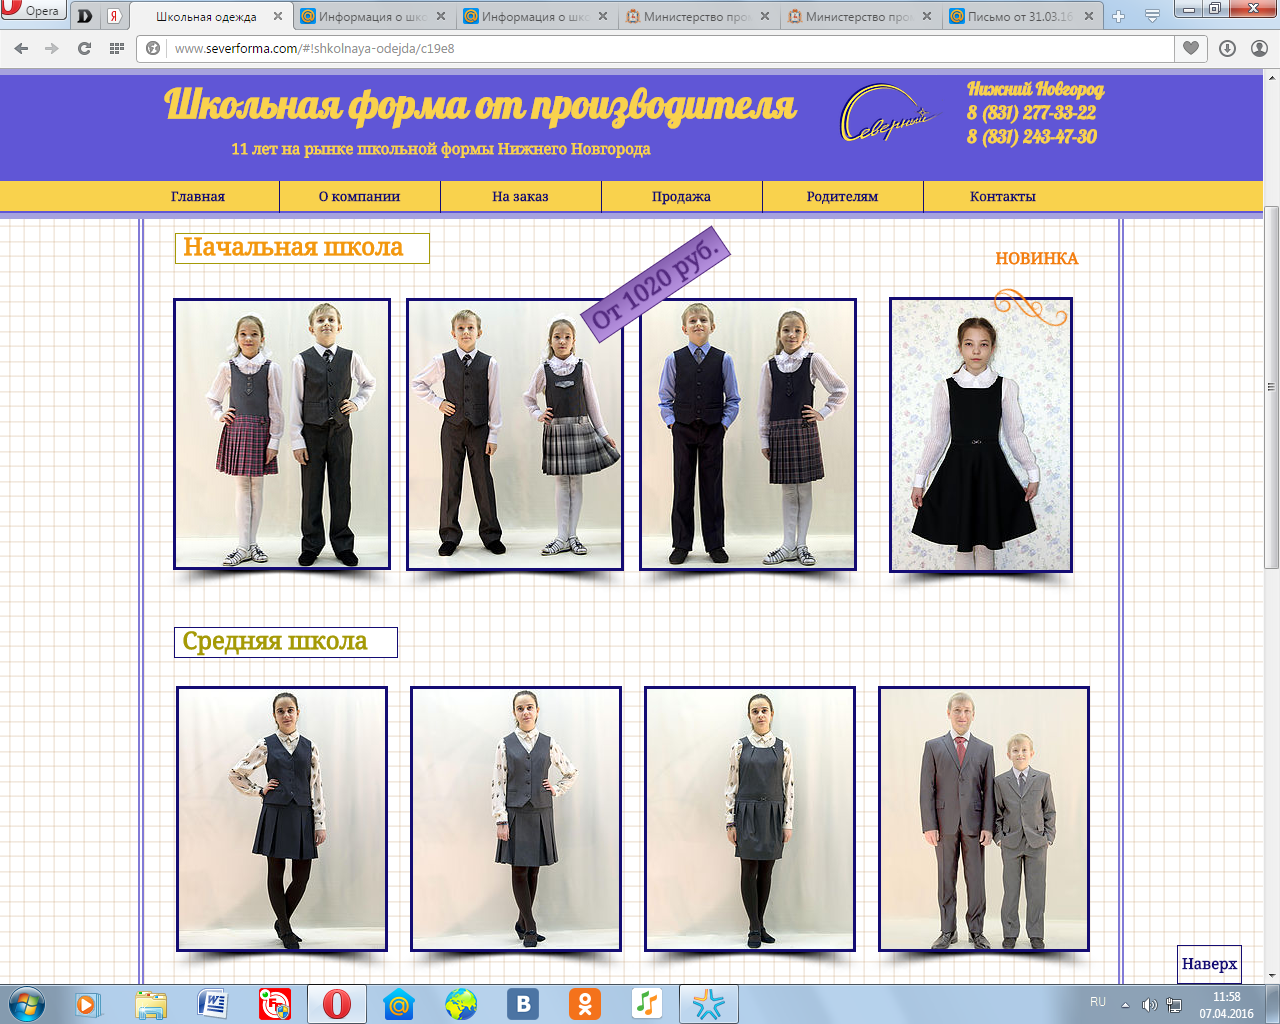 Opera
Школьная одежда
Информация о шко
Информация о шко
Министерство про
Министерство про
Письмо от 31.03.16
www.severforma.com/#!shkolnaya-odejda/c19e8
Школьная форма от производителя
11 лет на рынке школьной формы Нижнего Новгорода
Северный
Нижний Новгород
8 (831) 277-33-22
8 (831) 243-47-30
Главная
О компании
На заказ
Продажа
Родителям
Контакты
Начальная школа
От 1020 руб.
НОВИНКА
Средняя школа
Наверх
RU
11:58
07.04.2016